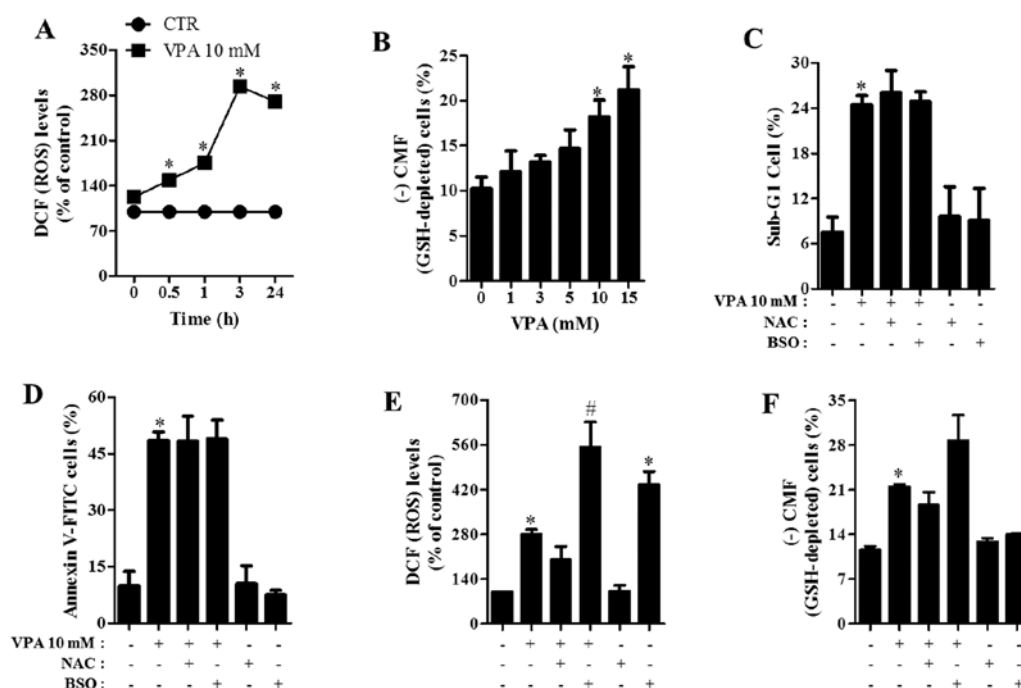 A
CTR
VPA 10 mM
DCF (ROS) levels
(% of control)
350
280
210
140
70
0
* * * *
0 0.5 1 3 24
Time (h)
B
(-) CMF
(GSH-depleted) cells (%)
25
20
15
10
5
0
* *
0 1 3 5 10 15
VPA (mM)
C
Sub-G1 Cell (%)
30
24
18
12
6
0
*
VPA 10 mM : - + + + - -
NAC : - - + - + -
BSO : - - - + - +
D
Annexin V-FITC cells (%)
60
45
30
15
0
*
VPA 10 mM : - + + + - -
NAC : - - + - + -
BSO : - - - + - +
E
DCF (ROS) levels
(% of control)
700
560
420
280
140
0
* # *
- + + + - -
- - + - + -
- - - + - +
F
(-) CMF
(GSH-depleted) cells (%)
35
28
21
14
7
0
*
- + + + - -
- - + - + -
- - - + - +